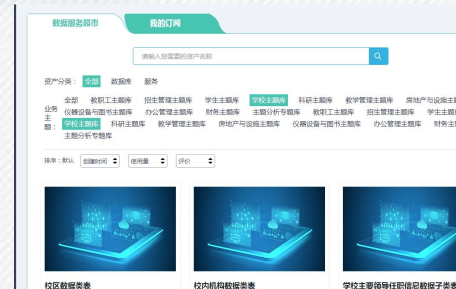 数据服务超市 我的订阅
请输入您需要的资产名称
资产分类： 全部 数据库 服务
业务主题： 全部 教职工主题库 招生管理主题库 学生主题库 学校主题库 科研主题库 教学管理主题库 房地产与设施主题
仪器设备与图书主题库 办公管理主题库 财务主题库 主题分析专题库 教职工主题库 招生管理主题库 学生主题
学校主题库 科研主题库 教学管理主题库 房地产与设施主题库 仪器设备与图书主题库 办公管理主题库 财务主
主题分析专题库
排序：默认 创建时间 使用量 评价
校区数据类表 校内机构数据类表 学校主要领导任职信息数据子类表